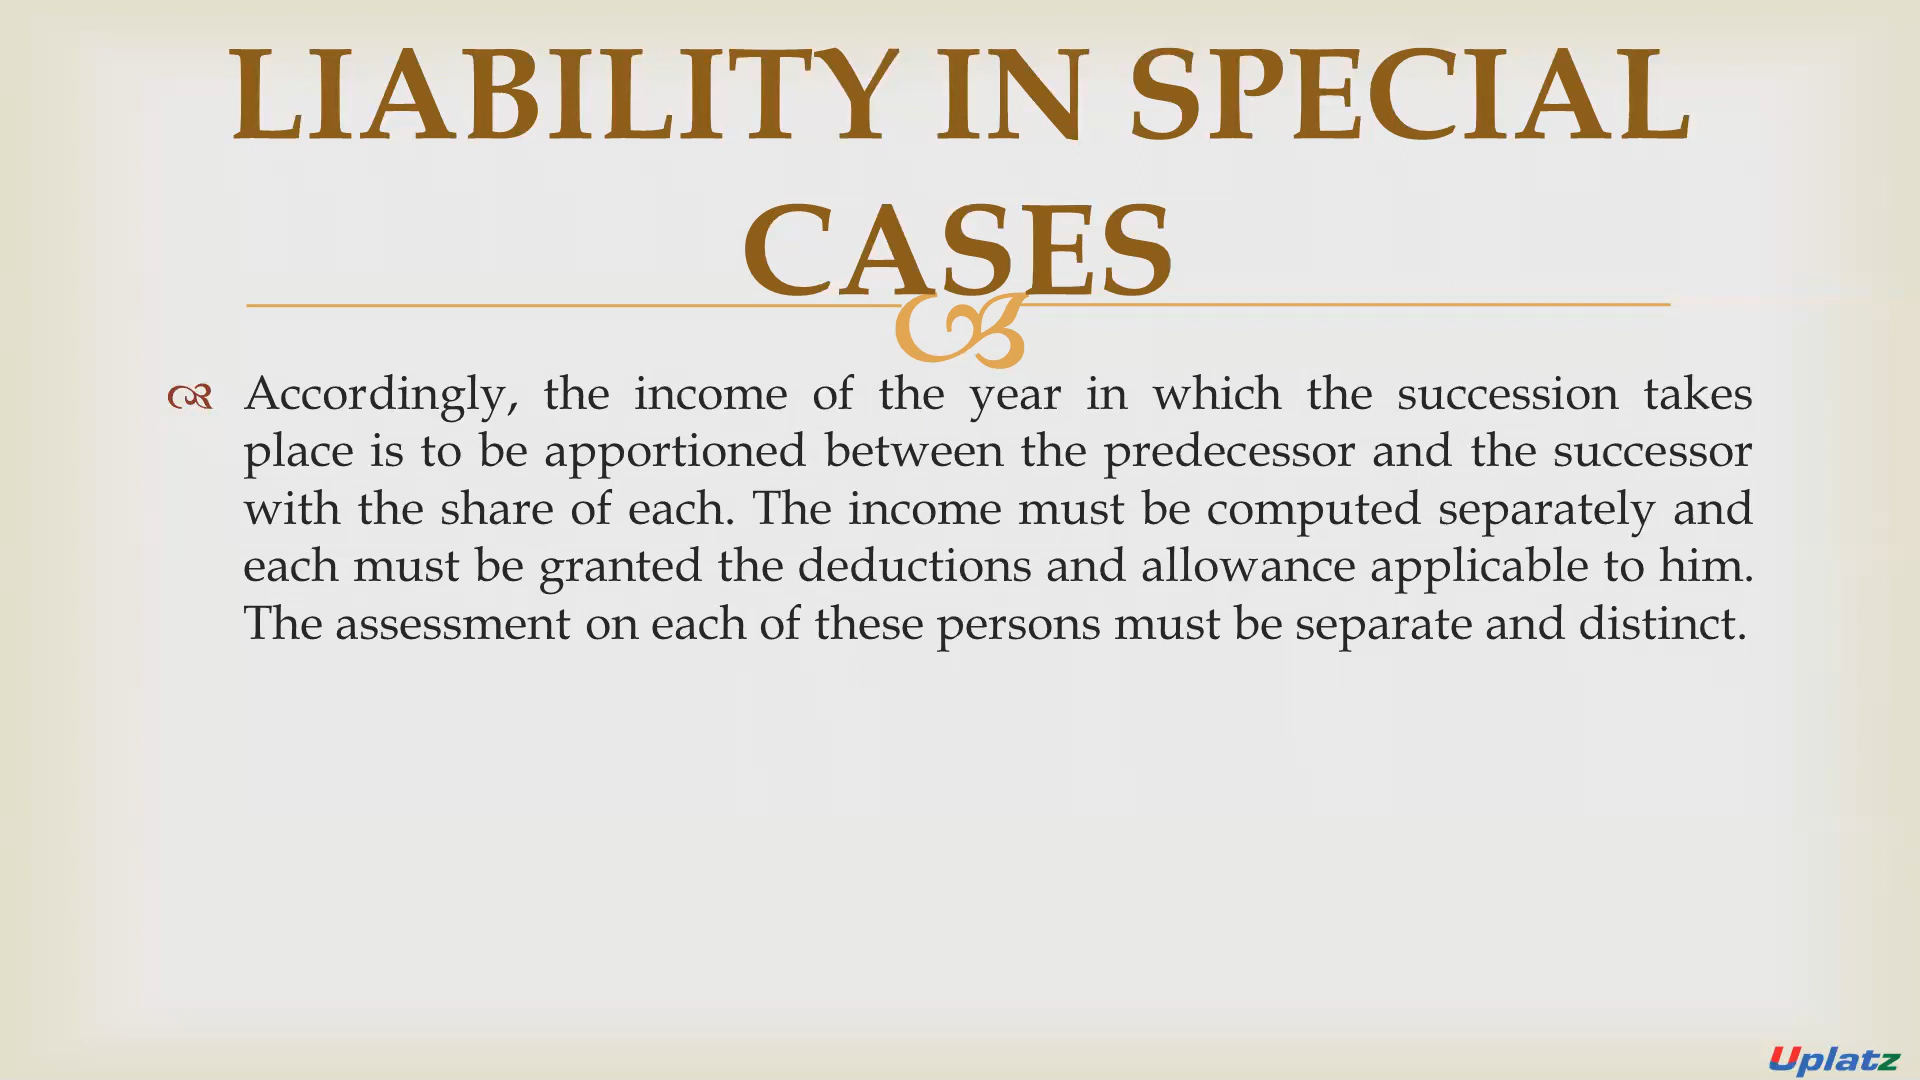 LIABILITY IN SPECIAL
CASES
Accordingly, the income of the year in which the succession takes
place is to be apportioned between the predecessor and the successor
with the share of each. The income must be computed separately and
each must be granted the deductions and allowance applicable to him.
The assessment on each of these persons must be separate and distinct.
Uplatz